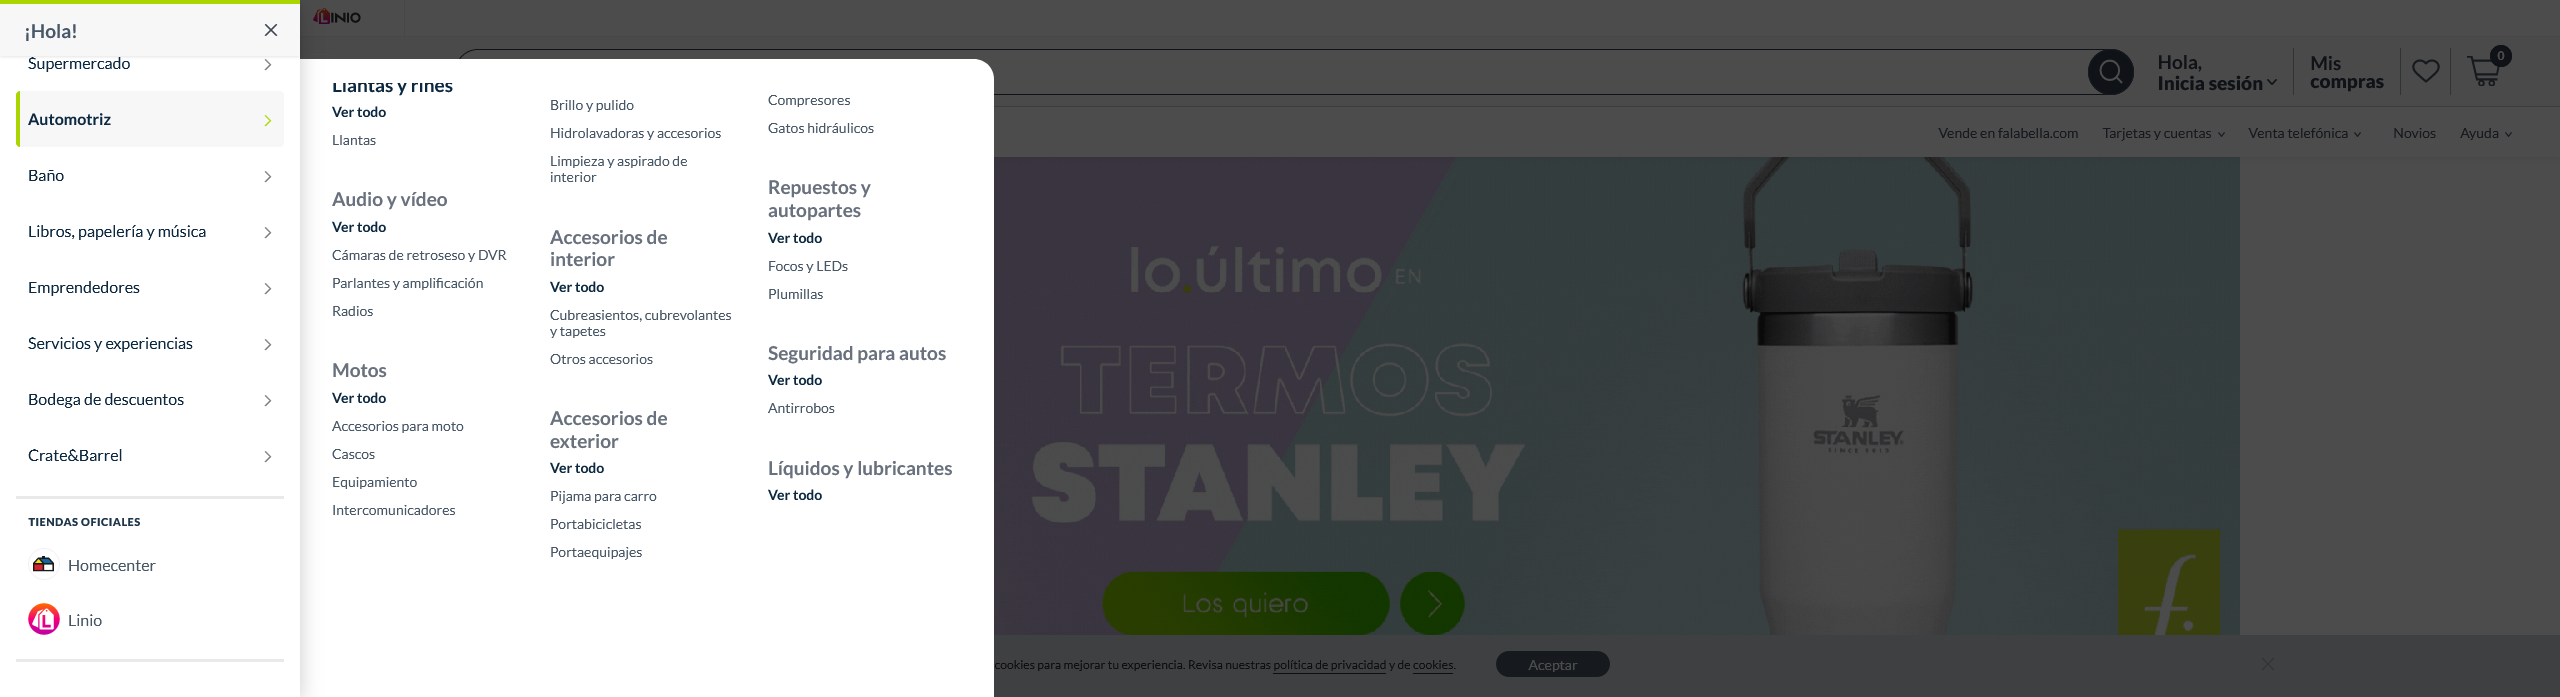 ¡Hola!
Supermercado
Automotriz
Baño
Libros, papelería y música
Emprendedores
Servicios y experiencias
Bodega de descuentos
Crate&Barrel
TIENDAS OFICIALES
Homecenter
Linio
Llantas y rines
Ver todo
Llantas
Audio y vídeo
Ver todo
Cámaras de retroseso y DVR
Parlantes y amplificación
Radios
Motos
Ver todo
Accesorios para moto
Cascos
Equipamiento
Intercomunicadores
Brillo y pulido
Hidrolavadoras y accesorios
Limpieza y aspirado de
interior
Accesorios de
interior
Ver todo
Cubreasientos, cubrevolantes
y tapetes
Otros accesorios
Accesorios de
exterior
Ver todo
Pijama para carro
Portabicicletas
Portaequipajes
Compresores
Gatos hidráulicos
Repuestos y
autopartes
Ver todo
Focos y LEDs
Plumillas
Seguridad para autos
Ver todo
Antirrobos
Líquidos y lubricantes
Ver todo
LINIO
Hola,
Inicia sesión
Mis
compras
0
Vende en falabella.com
Tarjetas y cuentas
Venta telefónica
Novios
Ayuda
lo.último EN
TERMOS
STANLEY
Los quiero
STANLEY
SINCE 1913
f.
cookies para mejorar tu experiencia. Revisa nuestras política de privacidad y de cookies.
Aceptar